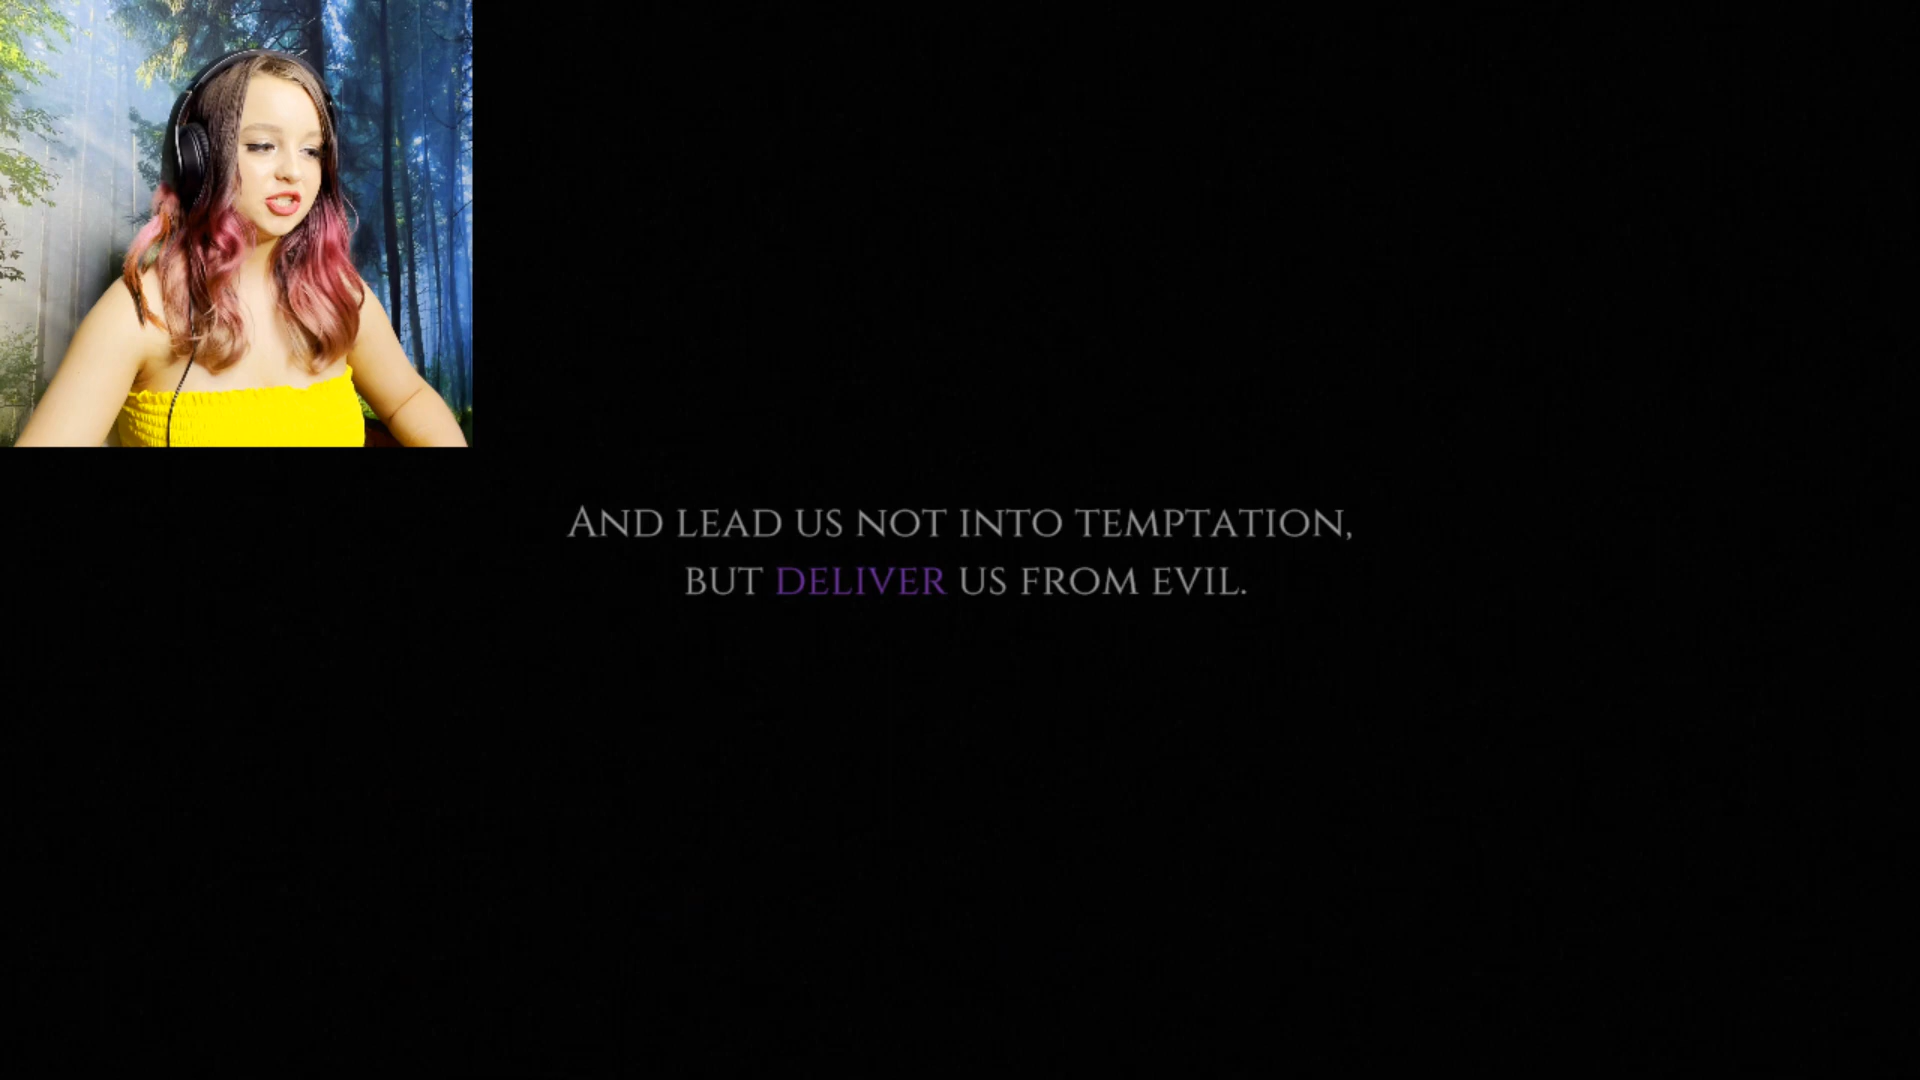 And lead us not into temptation,
but deliver us from evil.